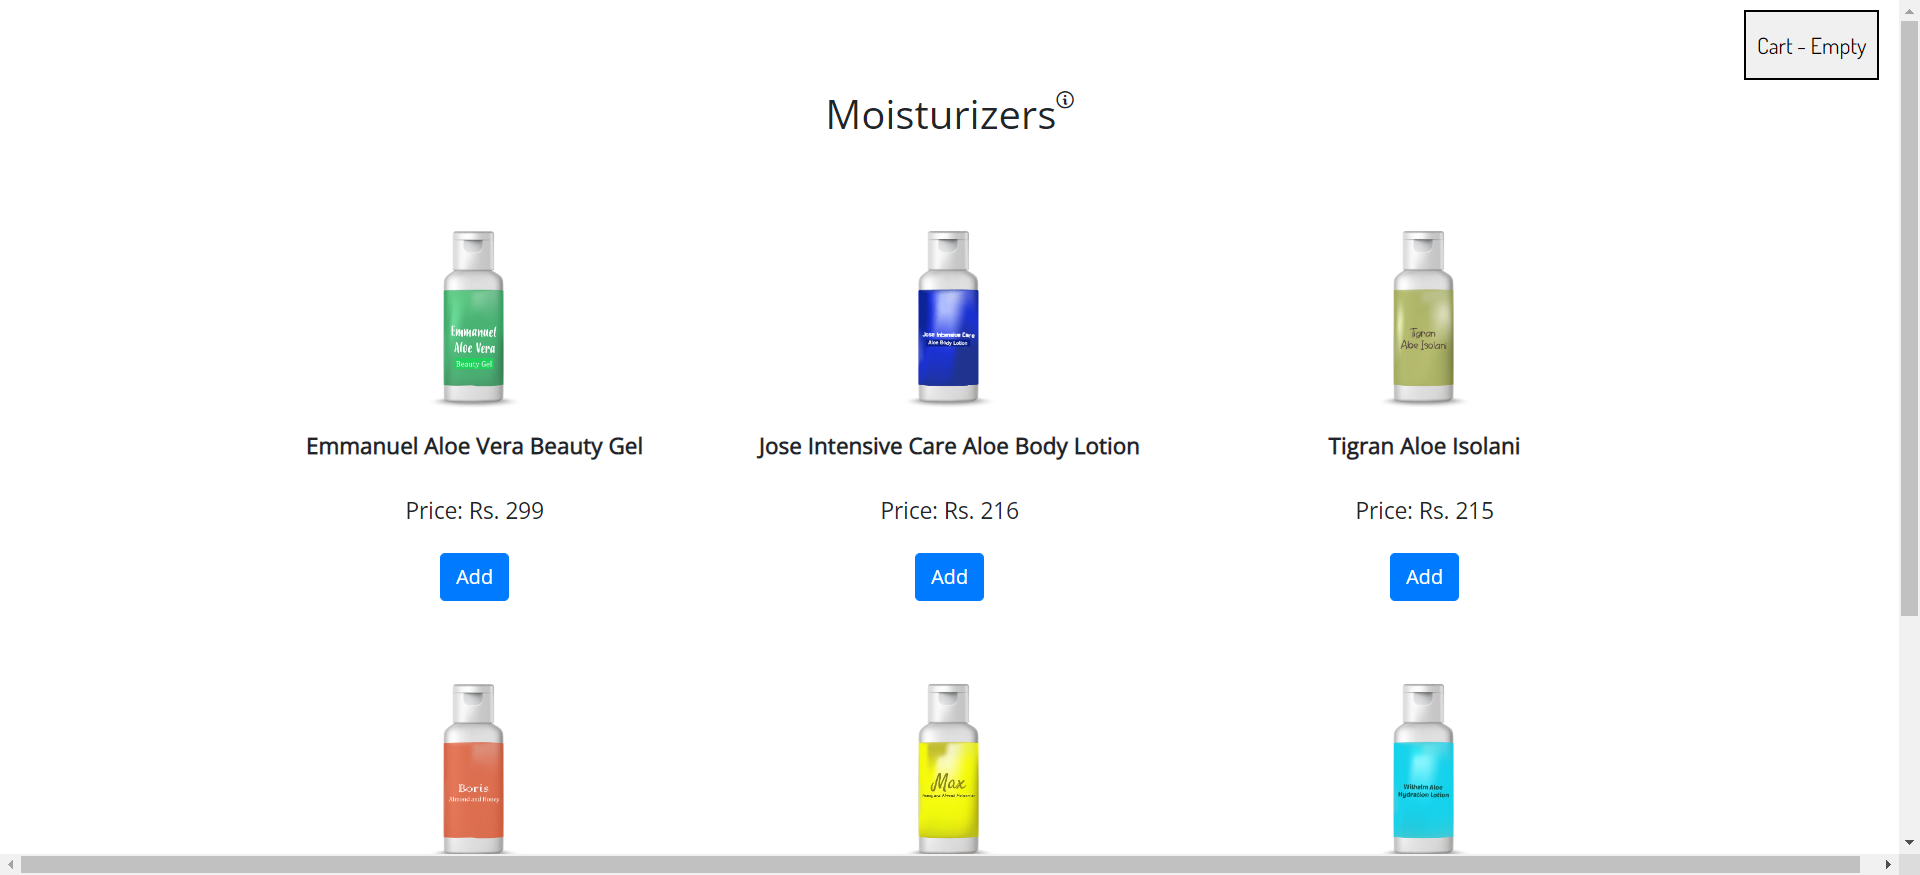 Cart - Empty
Moisturizers
Emmanuel
Aloe Vera
Beauty Gel
Jose Intensive Care
Aloe Body Lotion
Tigran
Aloe Isolani
Emmanuel Aloe Vera Beauty Gel
Jose Intensive Care Aloe Body Lotion
Tigran Aloe Isolani
Price: Rs. 299
Price: Rs. 216
Price: Rs. 215
Add
Add
Add
Boris
Almond and Honey
Max
Wilhelm Aloe
Hydration Lotion